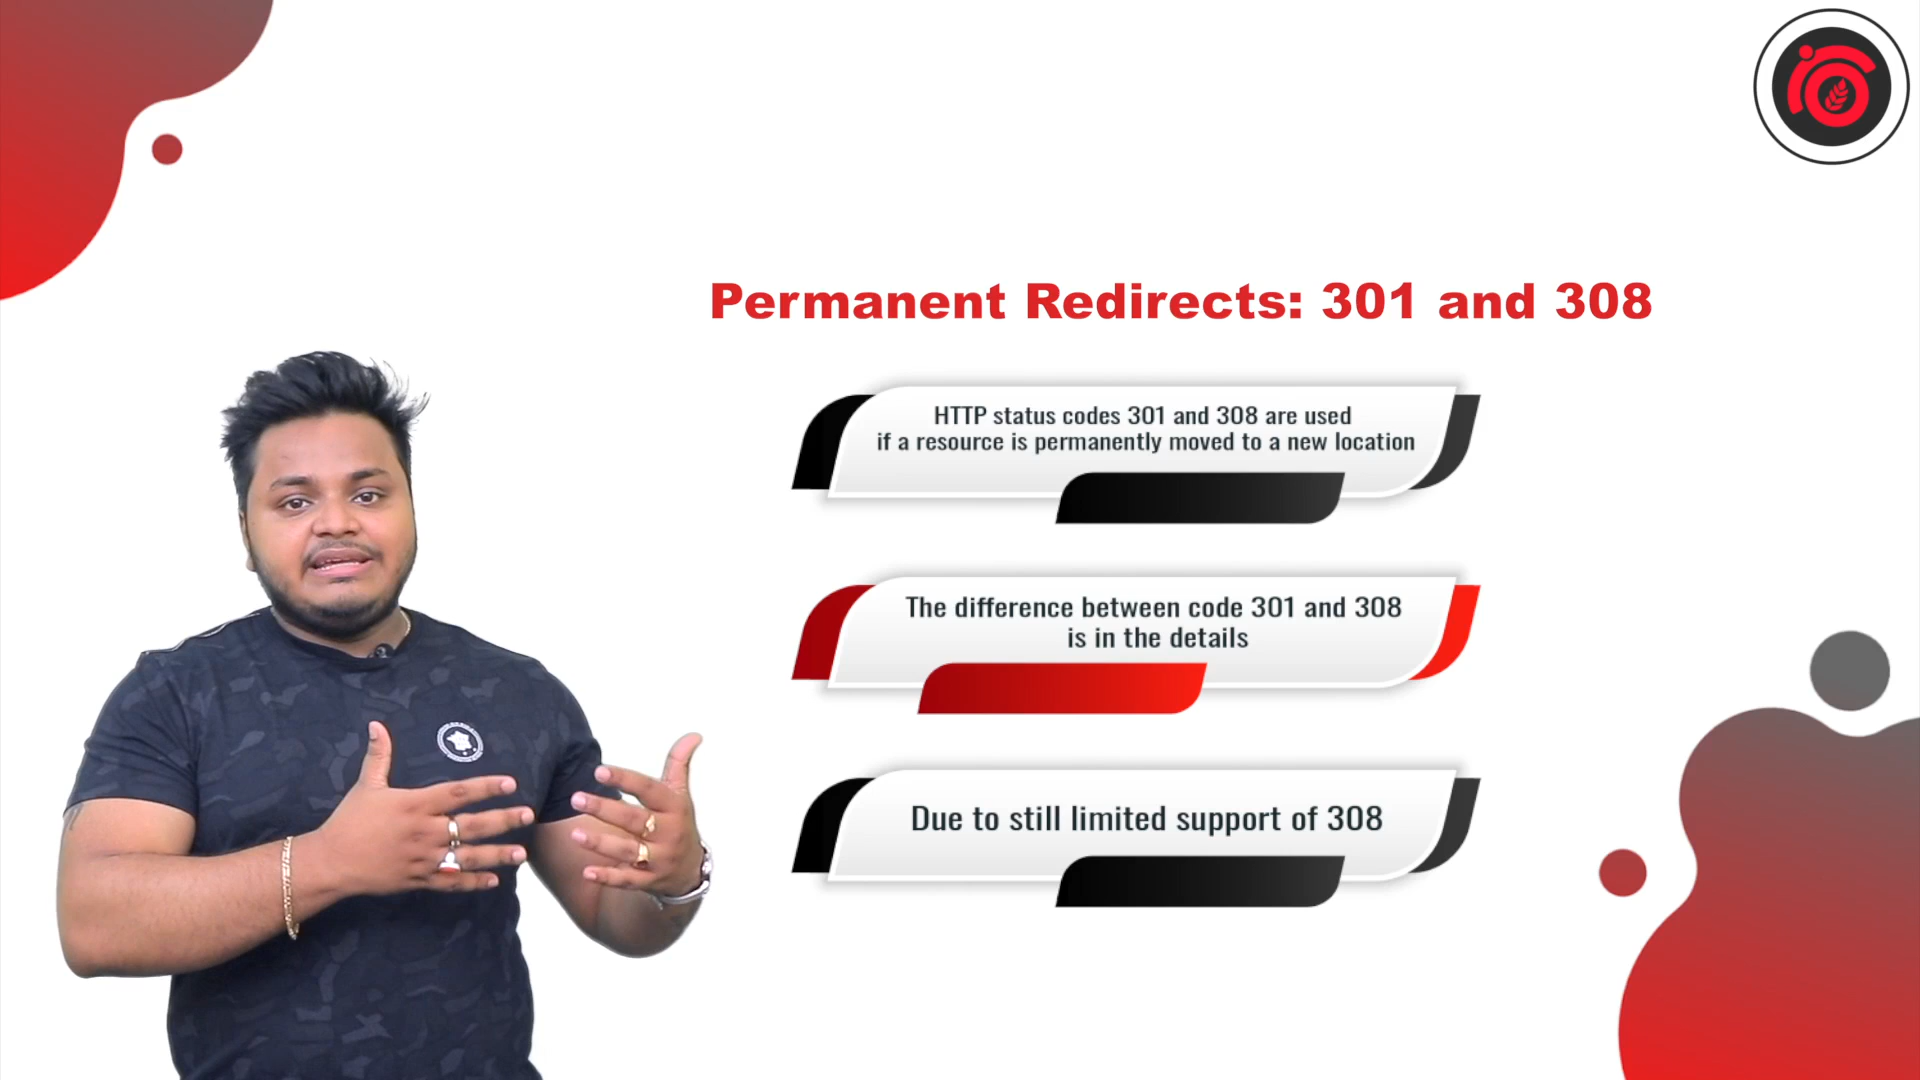 Permanent Redirects: 301 and 308
HTTP status codes 301 and 308 are used
if a resource is permanently moved to a new location
The difference between code 301 and 308
is in the details
Due to still limited support of 308